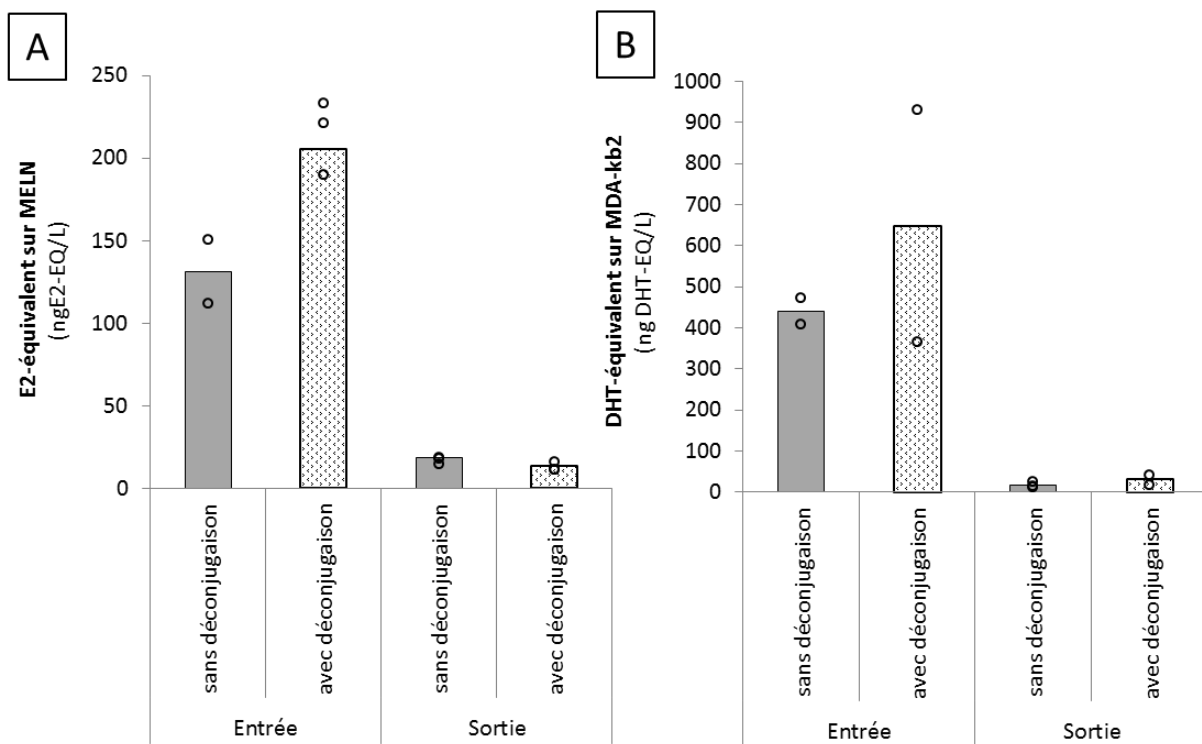 A
E2-équivalent sur MELN
(ngE2-EQ/L)
250
200
150
100
50
0
sans déconjugaison
avec déconjugaison
sans déconjugaison
avec déconjugaison
Entrée
Sortie
B
DHT-équivalent sur MDA-kb2
(ng DHT-EQ/L)
1000
900
800
700
600
500
400
300
200
100
0
sans déconjugaison
avec déconjugaison
sans déconjugaison
avec déconjugaison
Entrée
Sortie